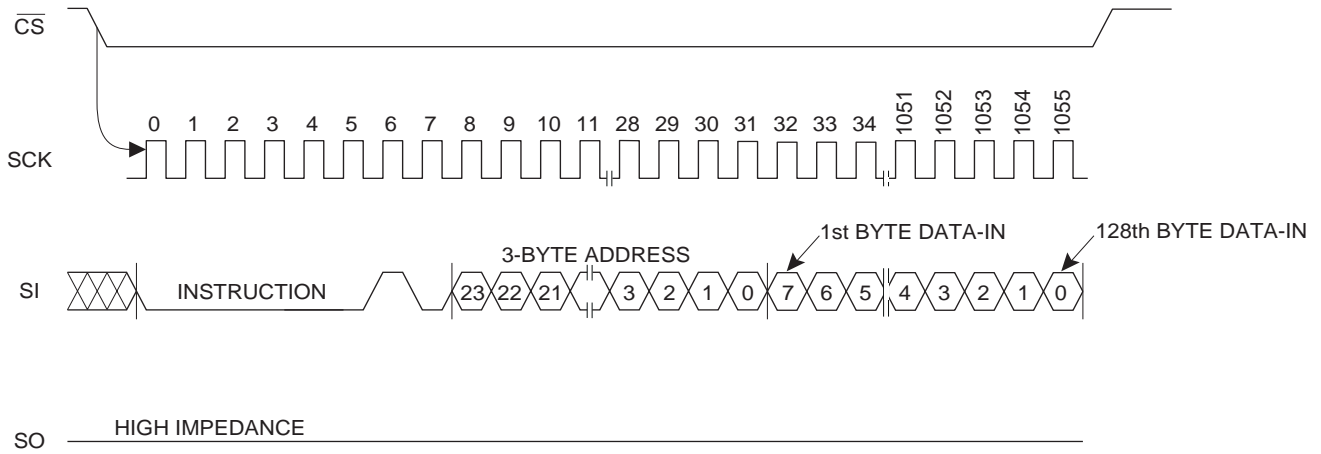 CS
SCK
0 1 2 3 4 5 6 7 8 9 10 11 28 29 30 31 32 33 34 1051 1052 1053 1054 1055
1st BYTE DATA-IN
128th BYTE DATA-IN
3-BYTE ADDRESS
SI
INSTRUCTION
23 22 21 3 2 1 0 7 6 5 4 3 2 1 0
HIGH IMPEDANCE
SO